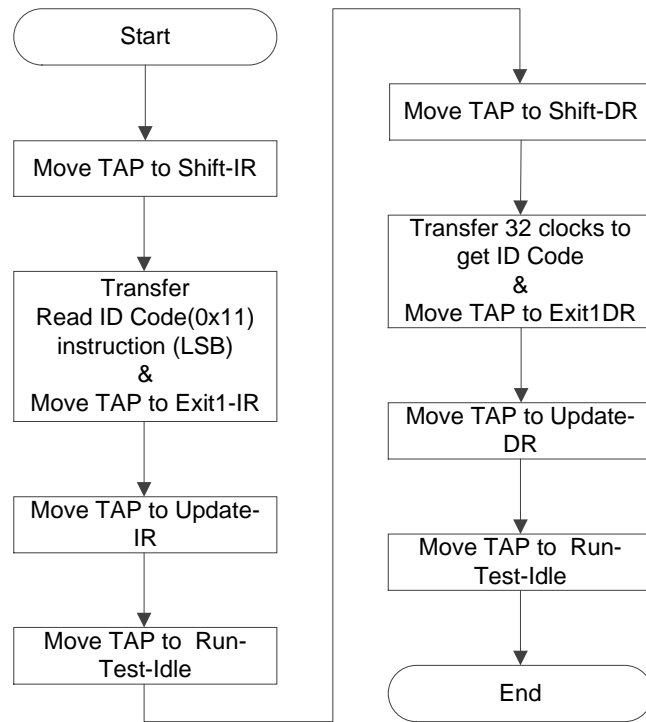 Start
Move TAP to Shift-IR
Transfer
Read ID Code(0x11)
instruction (LSB)
&
Move TAP to Exit1-IR
Move TAP to Update-
IR
Move TAP to  Run-
Test-Idle
Move TAP to Shift-DR
Transfer 32 clocks to
get ID Code
&
Move TAP to Exit1DR
Move TAP to Update-
DR
Move TAP to  Run-
Test-Idle
End